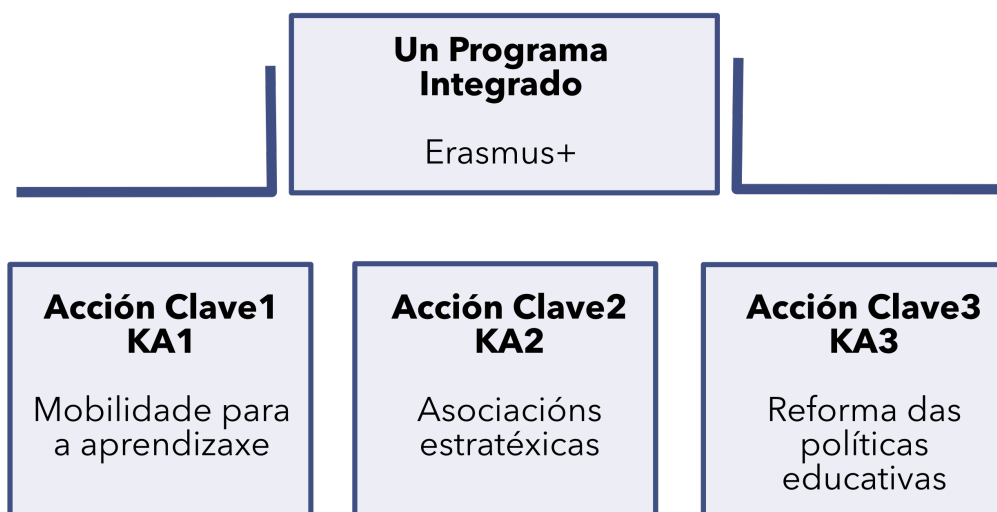 Un Programa
Integrado
Erasmus+
Acción Clave1
KA1
Mobilidade para
a aprendizaxe
Acción Clave2
KA2
Asociacións
estratéxicas
Acción Clave3
KA3
Reforma das
políticas
educativas